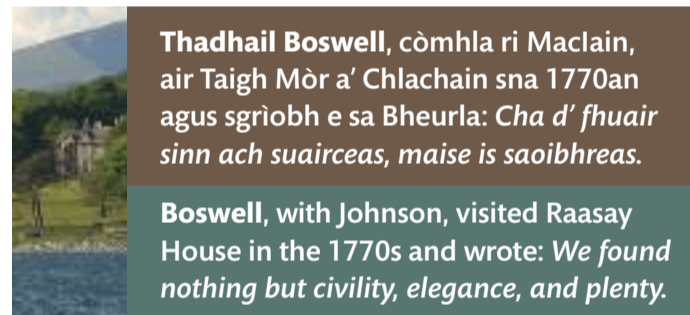 Thadhail Boswell, còmhla ri MacIain,
air Taigh Mòr a’ Chlachain sna 1770an
agus sgrìobh e sa Bheurla: Cha d’ fhuair
sinn ach suairceas, maise is saoibhreas.
Boswell, with Johnson, visited Raasay
House in the 1770s and wrote: We found
nothing but civility, elegance, and plenty.